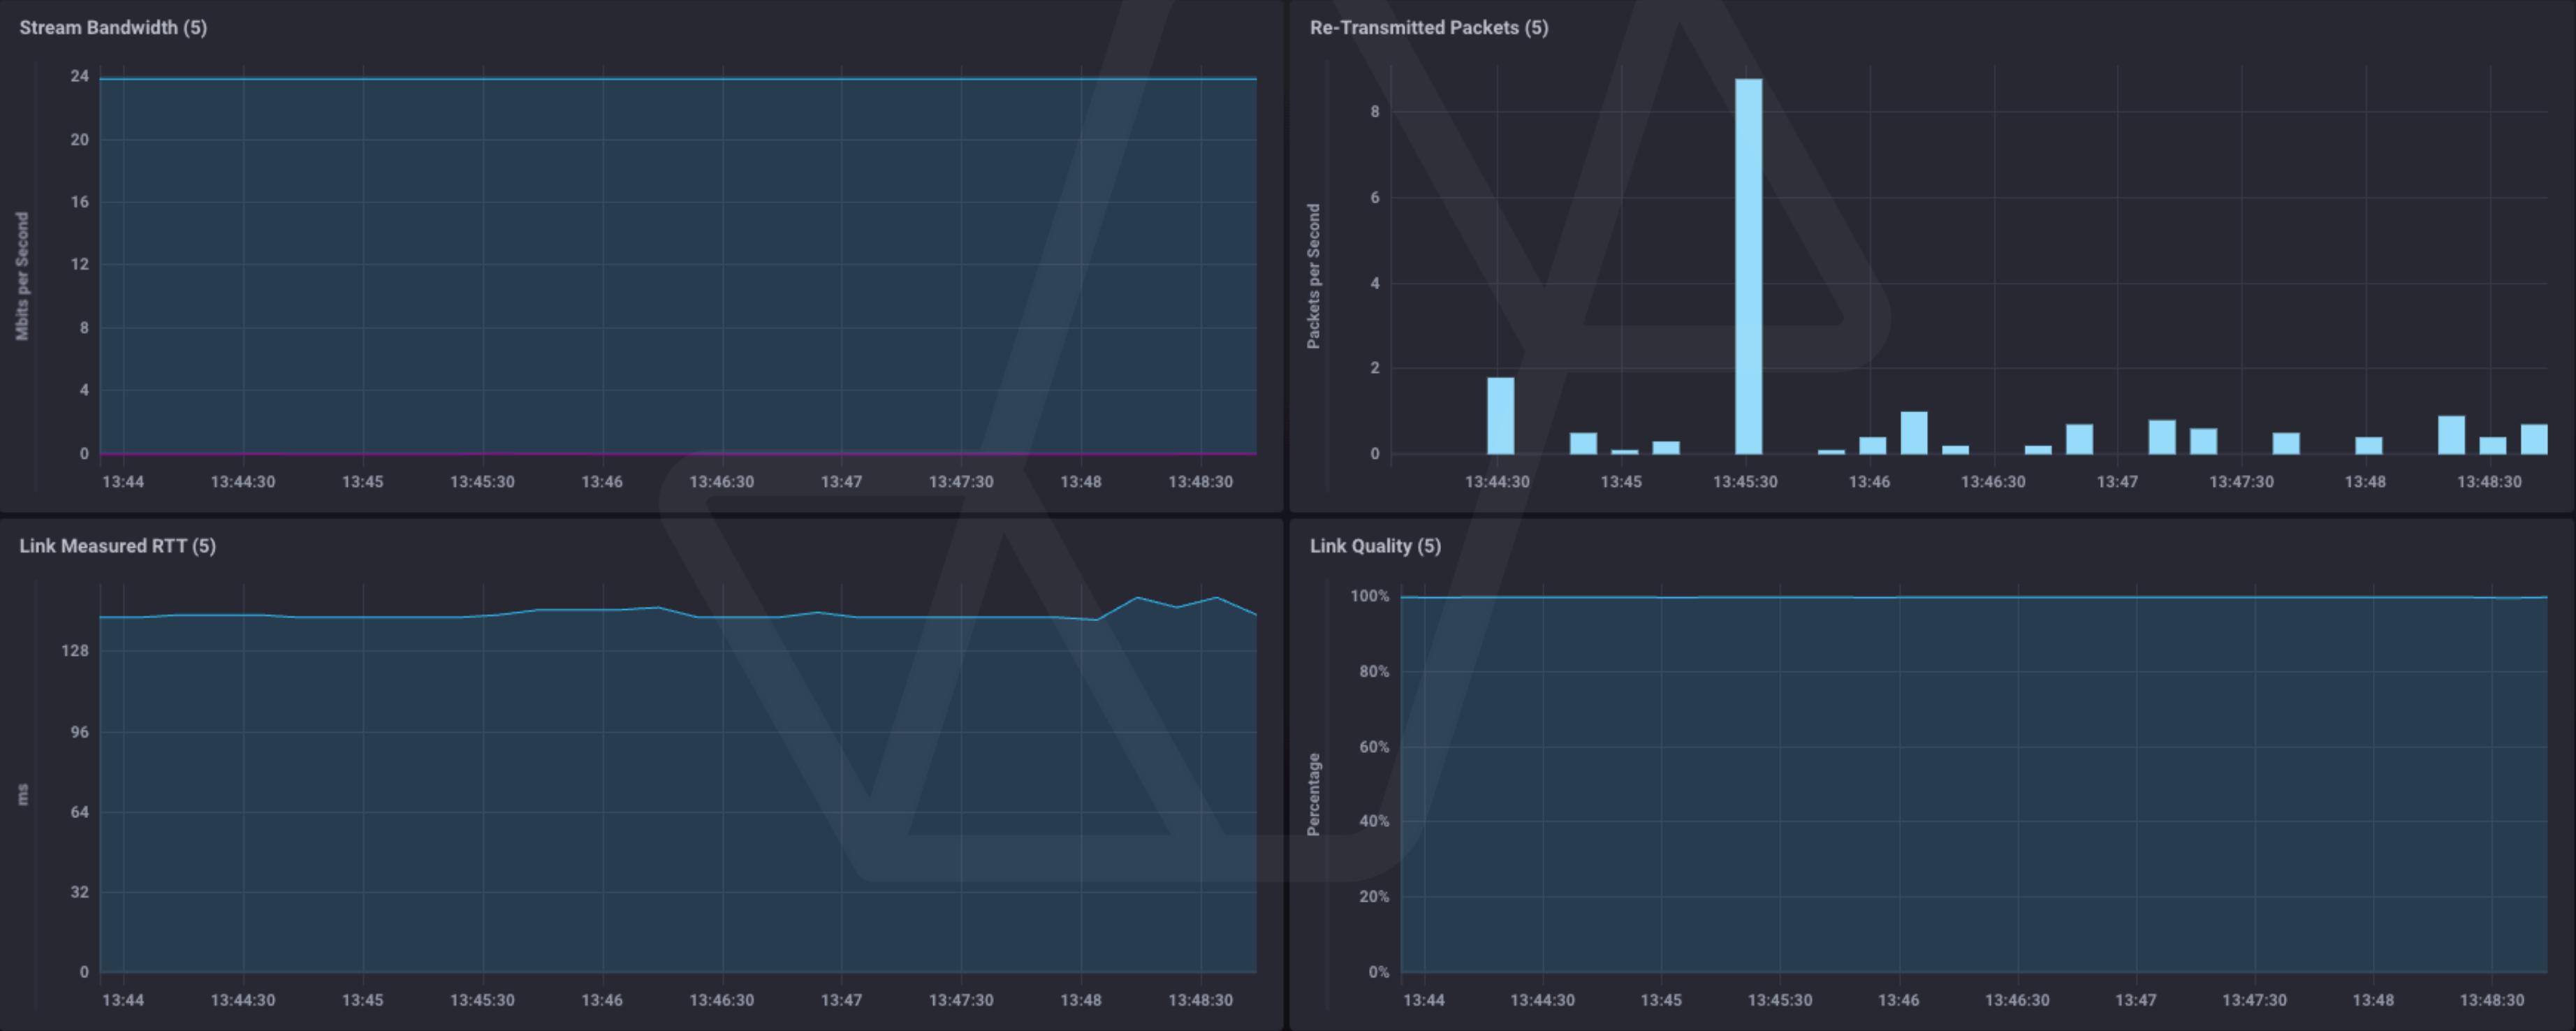 Stream Bandwidth (5)
Mbits per Second
24
20
16
12
8
4
0
13:44 13:44:30 13:45 13:45:30 13:46 13:46:30 13:47 13:47:30 13:48 13:48:30
Re-Transmitted Packets (5)
Packets per Second
8
6
4
2
0
13:44:30 13:45 13:45:30 13:46 13:46:30 13:47 13:47:30 13:48 13:48:30
Link Measured RTT (5)
ms
128
96
64
32
0
13:44 13:44:30 13:45 13:45:30 13:46 13:46:30 13:47 13:47:30 13:48 13:48:30
Link Quality (5)
Percentage
100%
80%
60%
40%
20%
0%
13:44 13:44:30 13:45 13:45:30 13:46 13:46:30 13:47 13:47:30 13:48 13:48:30